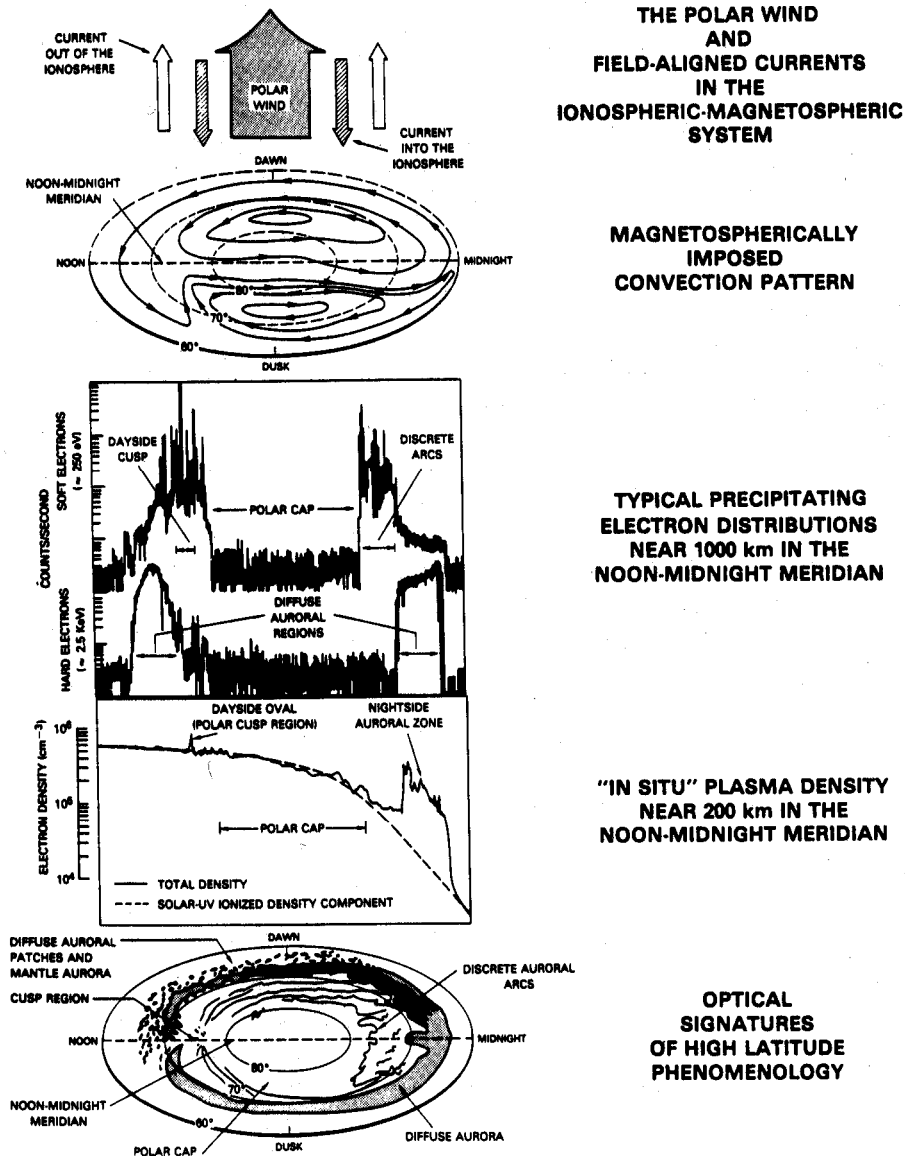 CURRENT
OUT OF THE
IONOSPHERE
POLAR
WIND
CURRENT
INTO THE
IONOSPHERE
THE POLAR WIND
AND
FIELD-ALIGNED CURRENTS
IN THE
IONOSPHERIC-MAGNETOSPHERIC
SYSTEM
DAWN
NOON-MIDNIGHT
MERIDIAN
NOON
MIDNIGHT
80°
70°
60°
DUSK
MAGNETOSPHERICALLY
IMPOSED
CONVECTION PATTERN
COUNTS/SECOND
SOFT ELECTRONS
(≈ 250 eV)
HARD ELECTRONS
(≈ 2.5 KeV)
DAYSIDE
CUSP
DISCRETE
ARCS
POLAR CAP
DIFFUSE
AURORAL
REGIONS
TYPICAL PRECIPITATING
ELECTRON DISTRIBUTIONS
NEAR 1000 km IN THE
NOON-MIDNIGHT MERIDIAN
ELECTRON DENSITY (cm⁻³)
10⁶
10⁵
10⁴
DAYSIDE OVAL
(POLAR CUSP REGION)
NIGHTSIDE
AURORAL ZONE
POLAR CAP
TOTAL DENSITY
SOLAR-UV IONIZED DENSITY COMPONENT
"IN SITU" PLASMA DENSITY
NEAR 200 km IN THE
NOON-MIDNIGHT MERIDIAN
DIFFUSE AURORAL
PATCHES AND
MANTLE AURORA
DAWN
DISCRETE AURORAL
ARCS
CUSP REGION
NOON
MIDNIGHT
80°
70°
60°
NOON-MIDNIGHT
MERIDIAN
POLAR CAP
DUSK
DIFFUSE AURORA
OPTICAL
SIGNATURES
OF HIGH LATITUDE
PHENOMENOLOGY